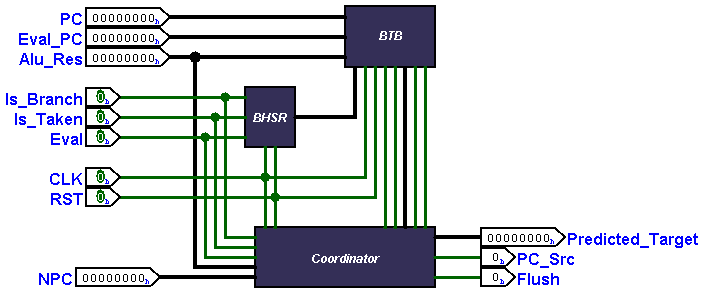 PC 00000000h
BTB
Eval_PC 00000000h
Alu_Res 00000000h
Is_Branch 0h
Is_Taken 0h
BHSR
Eval 0h
CLK 0h
RST 0h
Coordinator
00000000h Predicted_Target
0h PC_Src
NPC 00000000h
0h Flush